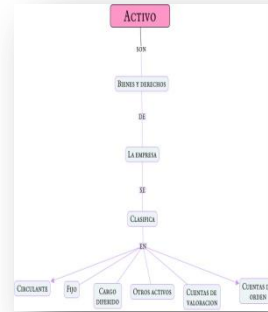 ACTIVO
SON
BIENES Y DERECHOS
DE
LA EMPRESA
SE
CLASIFICA
EN
CIRCULANTE
FIJO
CARGO
DIFERIDO
OTROS ACTIVOS
CUENTAS DE
VALORACION
CUENTAS D
ORDEN